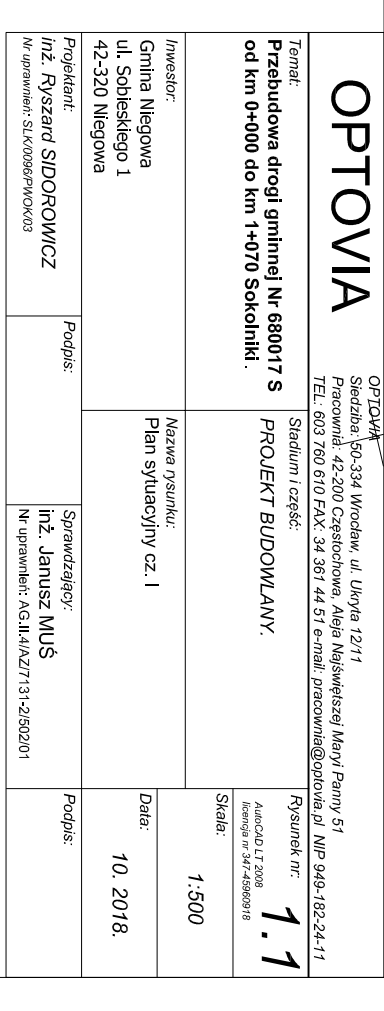 OPTOVIA
OPTOVIA
Siedziba: 50-334 Wrocław, ul. Ukryta 12/11
Pracownia: 42-200 Częstochowa, Aleja Najświętszej Maryi Panny 51
TEL: 603 760 610 FAX: 34 361 44 51 e-mail: pracownia@optovia.pl NIP 949-182-24-11
Temat:
Przebudowa drogi gminnej Nr 680017 S
od km 0+000 do km 1+070 Sokolniki .
Stadium i część:
PROJEKT BUDOWLANY.
Rysunek nr:
1.1
AutoCAD LT 2008
licencja nr 347-45960918
Inwestor:
Gmina Niegowa
ul. Sobieskiego 1
42-320 Niegowa
Nazwa rysunku:
Plan sytuacyjny cz. I
Skala:
1:500
Data:
10. 2018.
Projektant:
inż. Ryszard SIDOROWICZ
Nr uprawnień: SLK/0096/PWOK/03
Podpis:
Sprawdzający:
inż. Janusz MUŚ
Nr uprawnień: AG.II.4/AZ/7131-2/502/01
Podpis: